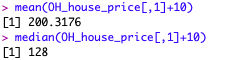 > mean(OH_house_price[,1]+10)
[1] 200.3176
> median(OH_house_price[,1]+10)
[1] 128